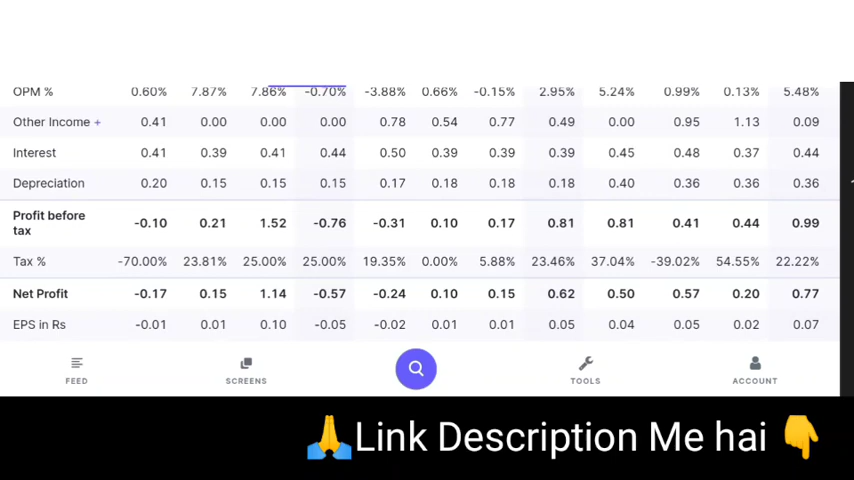 OPM % 0.60% 7.87% 7.86% -0.70% -3.88% 0.66% -0.15% 2.95% 5.24% 0.99% 0.13% 5.48%
Other Income + 0.41 0.00 0.00 0.00 0.78 0.54 0.77 0.49 0.00 0.95 1.13 0.09
Interest 0.41 0.39 0.41 0.44 0.50 0.39 0.39 0.39 0.45 0.48 0.37 0.44
Depreciation 0.20 0.15 0.15 0.15 0.17 0.18 0.18 0.18 0.40 0.36 0.36 0.36
Profit before
tax -0.10 0.21 1.52 -0.76 -0.31 0.10 0.17 0.81 0.81 0.41 0.44 0.99
Tax % -70.00% 23.81% 25.00% 25.00% 19.35% 0.00% 5.88% 23.46% 37.04% -39.02% 54.55% 22.22%
Net Profit -0.17 0.15 1.14 -0.57 -0.24 0.10 0.15 0.62 0.50 0.57 0.20 0.77
EPS in Rs -0.01 0.01 0.10 -0.05 -0.02 0.01 0.01 0.05 0.04 0.05 0.02 0.07
FEED SCREENS TOOLS ACCOUNT
🙏Link Description Me hai 👇